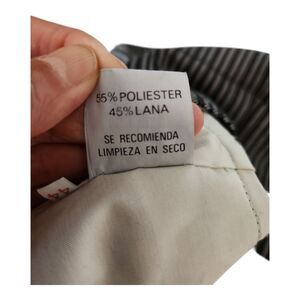 55% POLIESTER
45% LANA
SE RECOMIENDA
LIMPIEZA EN SECO